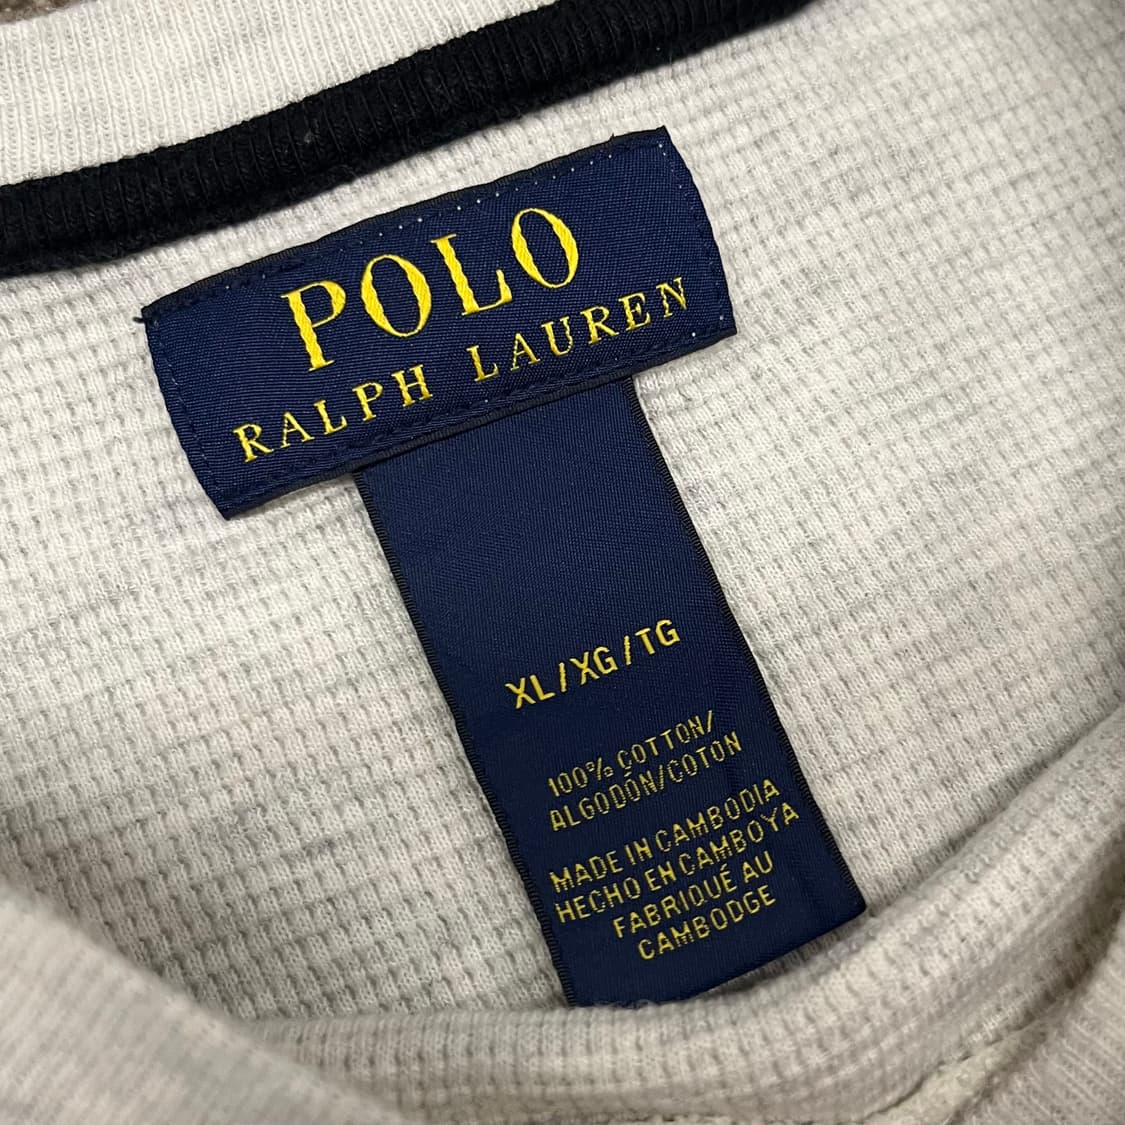 POLO
RALPH LAUREN
XL/XG/TG
100% COTTON/
ALGODÓN/COTON
MADE IN CAMBODIA
HECHO EN CAMBOYA
FABRIQUÉ AU
CAMBODGE